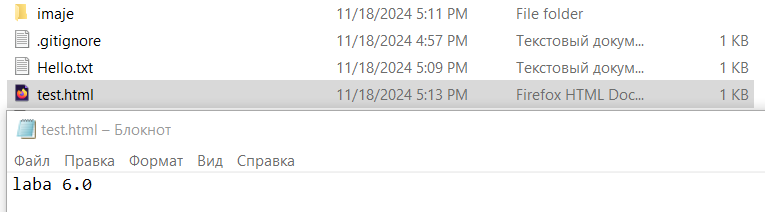 imaje 11/18/2024 5:11 PM File folder
.gitignore 11/18/2024 4:57 PM Текстовый докум... 1 KB
Hello.txt 11/18/2024 5:09 PM Текстовый докум... 1 KB
test.html 11/18/2024 5:13 PM Firefox HTML Doc... 1 KB
test.html – Блокнот
Файл Правка Формат Вид Справка
laba 6.0